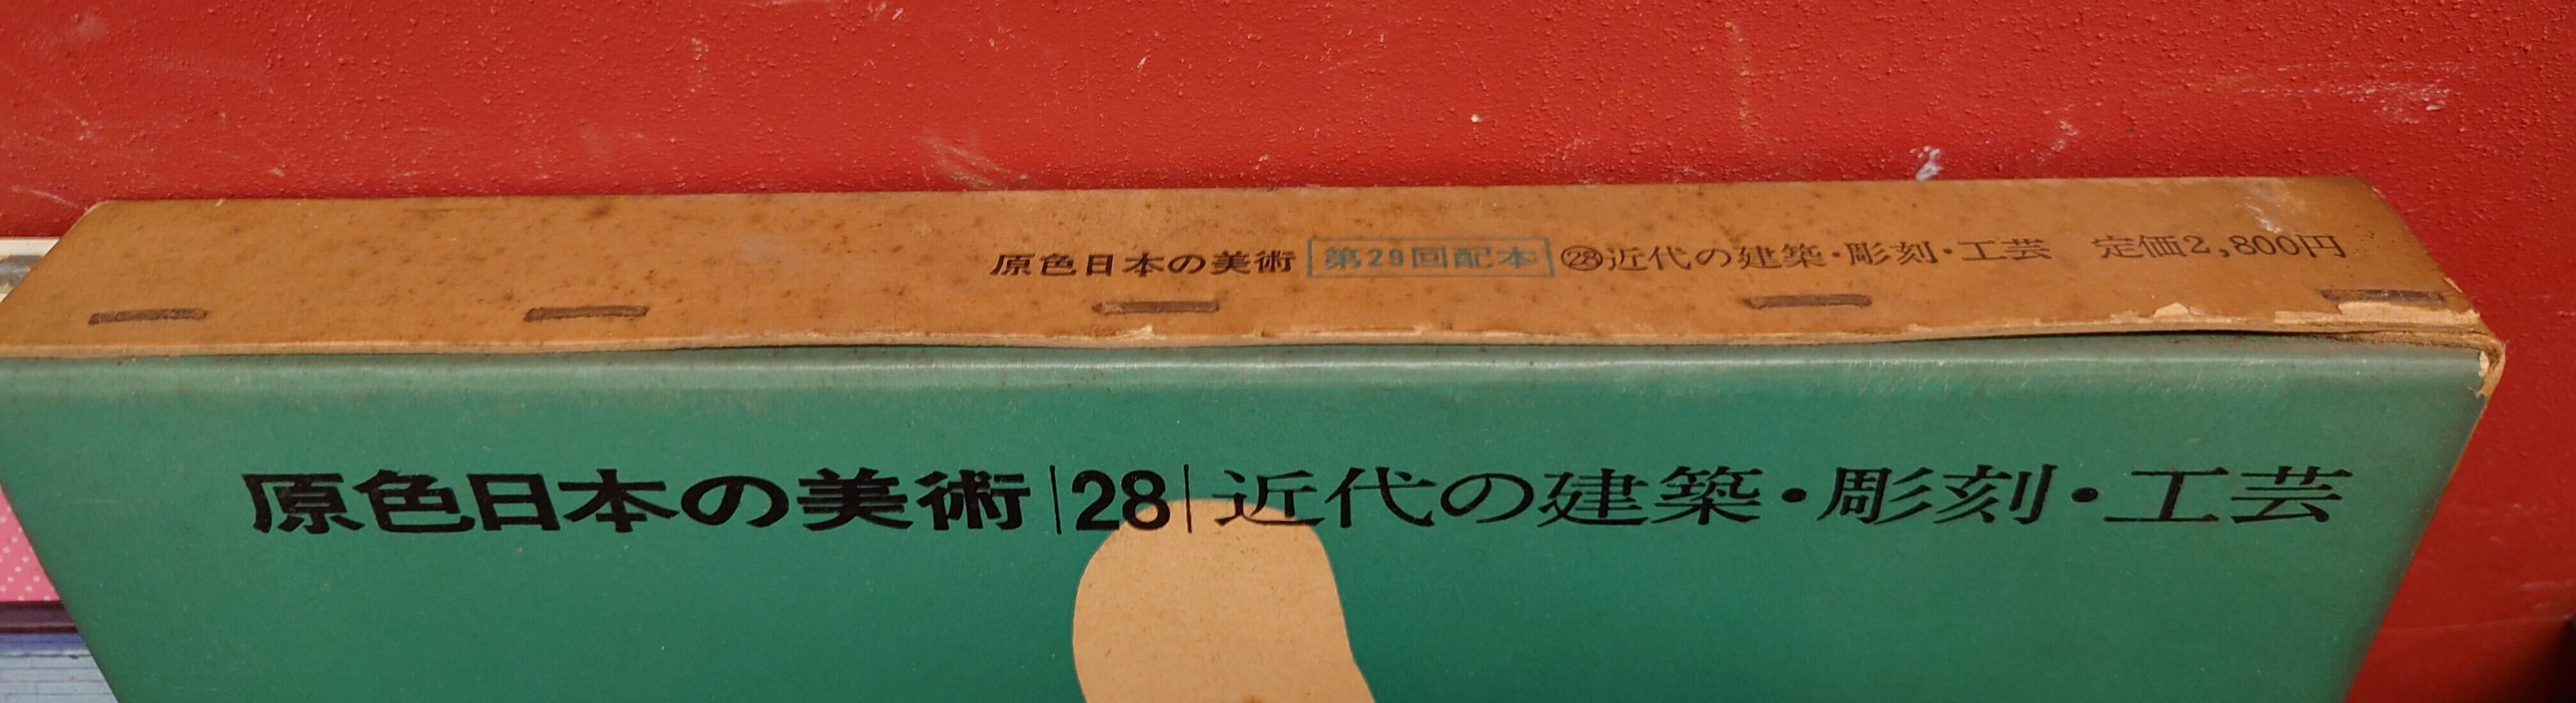 原色日本の美術 第29回配本 ㉘近代の建築・彫刻・工芸 定価2,800円
原色日本の美術|28|近代の建築・彫刻・工芸